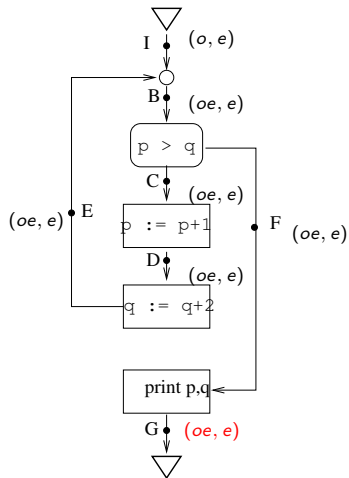 I (o, e)
B (oe, e)
p > q
C (oe, e)
p := p+1
(oe, e) E F (oe, e)
D (oe, e)
q := q+2
print p,q
G (oe, e)